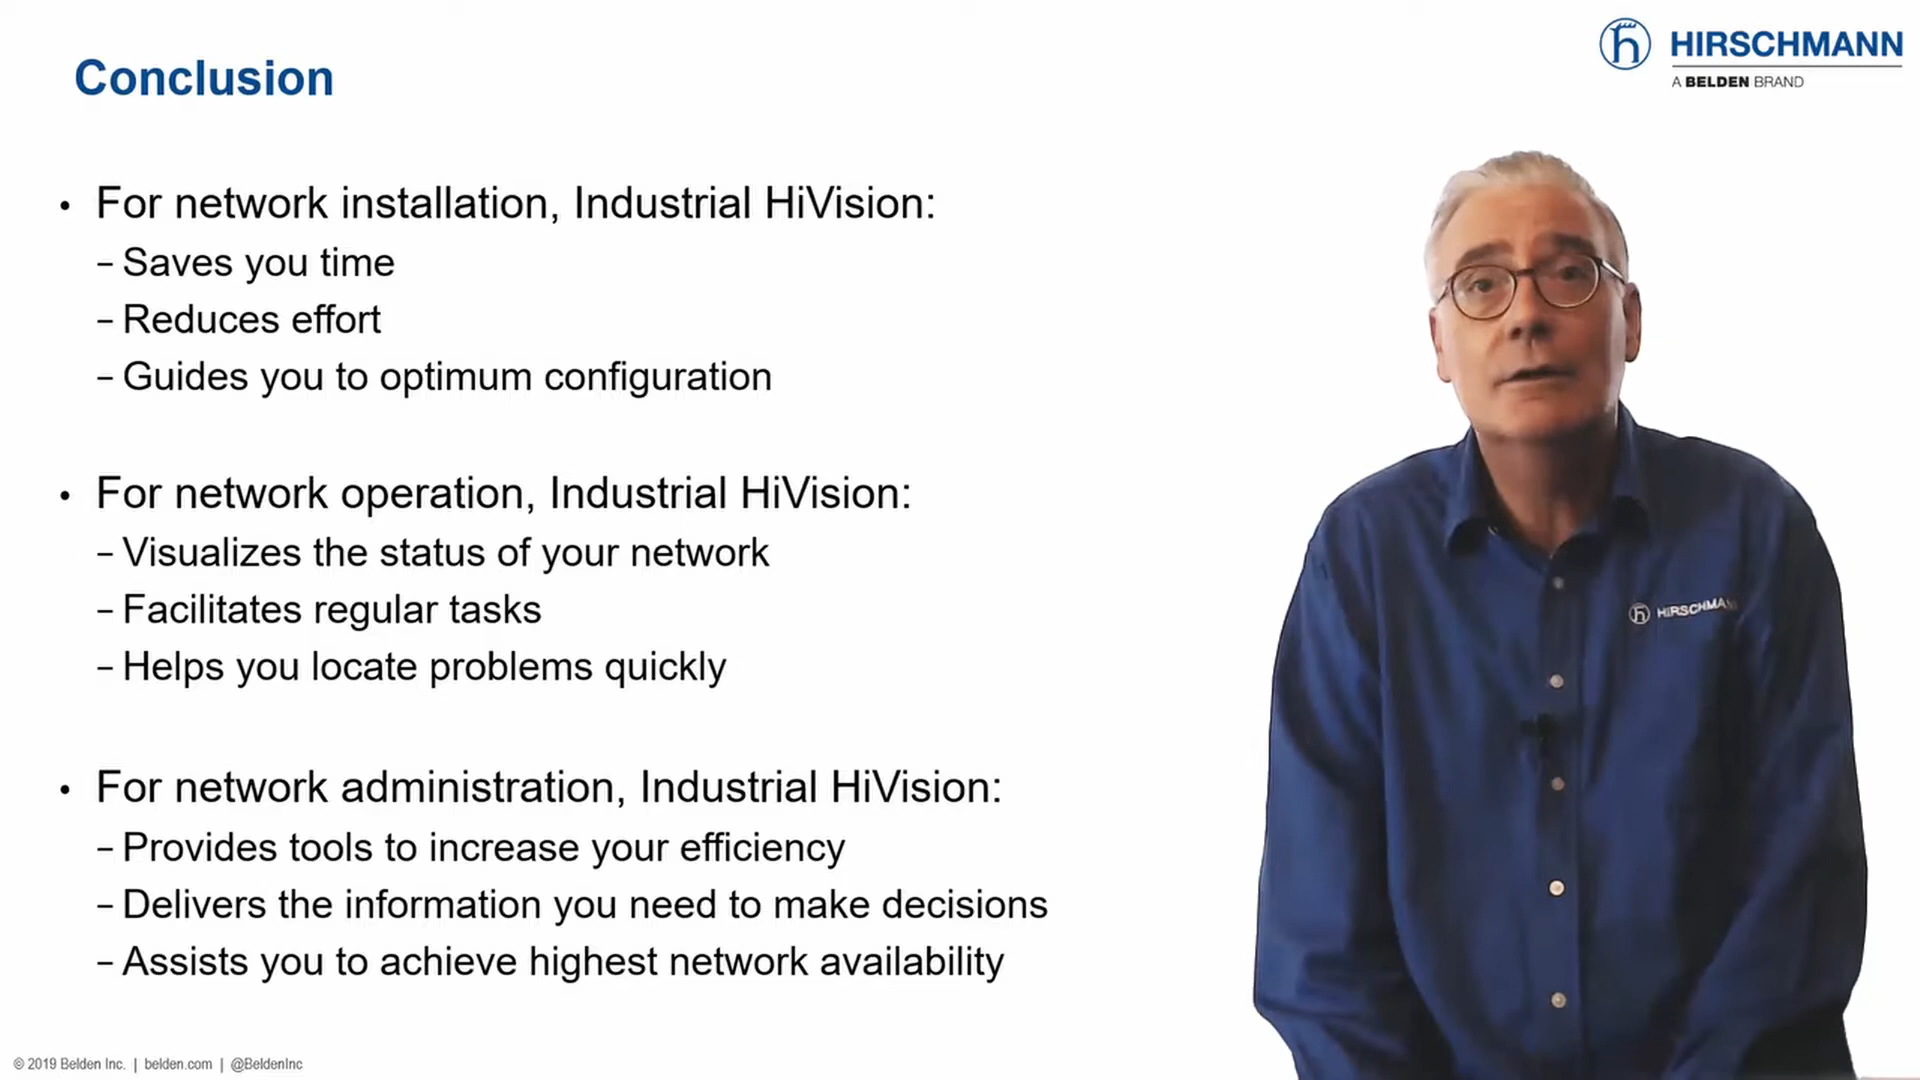 Conclusion
HIRSCHMANN
A BELDEN BRAND
• For network installation, Industrial HiVision:
– Saves you time
– Reduces effort
– Guides you to optimum configuration
• For network operation, Industrial HiVision:
– Visualizes the status of your network
– Facilitates regular tasks
– Helps you locate problems quickly
• For network administration, Industrial HiVision:
– Provides tools to increase your efficiency
– Delivers the information you need to make decisions
– Assists you to achieve highest network availability
HIRSCHMAN
© 2019 Belden Inc. | belden.com | @BeldenInc